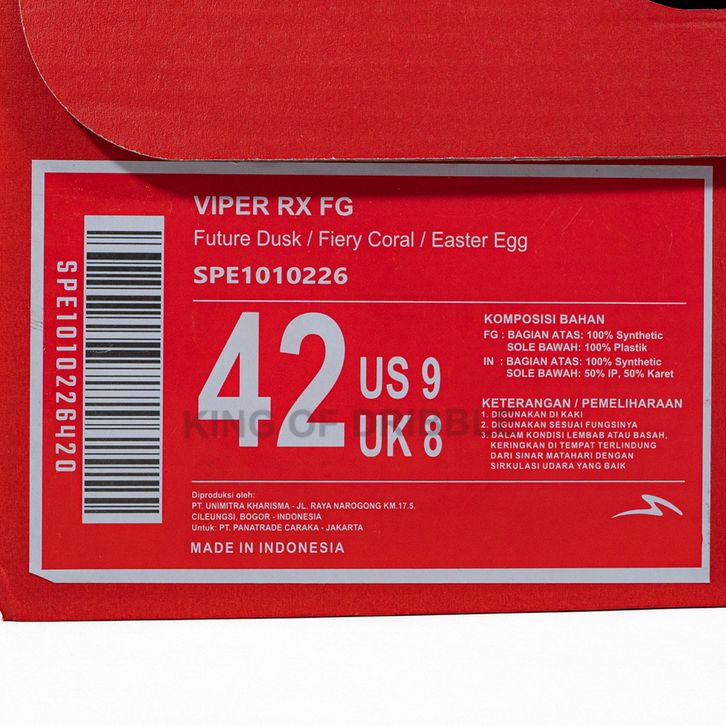 VIPER RX FG
Future Dusk / Fiery Coral / Easter Egg
SPE1010226
SPE1010226420
42 US 9
UK 8
KOMPOSISI BAHAN
FG : BAGIAN ATAS: 100% Synthetic
SOLE BAWAH: 100% Plastik
IN : BAGIAN ATAS: 100% Synthetic
SOLE BAWAH: 50% IP, 50% Karet
KETERANGAN / PEMELIHARAAN
1. DIGUNAKAN DI KAKI
2. DIGUNAKAN SESUAI FUNGSINYA
3. DALAM KONDISI LEMBAB ATAU BASAH,
KERINGKAN DI TEMPAT TERLINDUNG
DARI SINAR MATAHARI DENGAN
SIRKULASI UDARA YANG BAIK
KING OF DRIBB
Diproduksi oleh:
PT. UNIMITRA KHARISMA - JL. RAYA NAROGONG KM.17.5.
CILEUNGSI, BOGOR - INDONESIA
Untuk: PT. PANATRADE CARAKA - JAKARTA
MADE IN INDONESIA